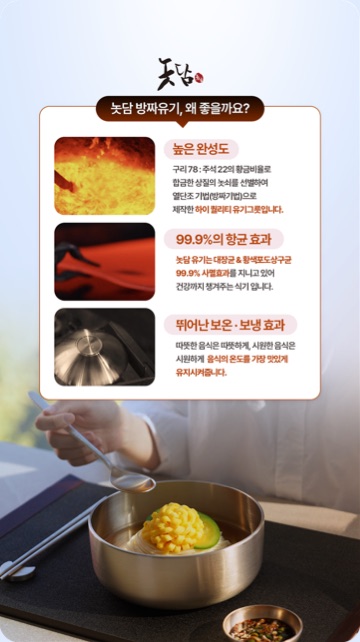 놋담
놋담 방짜유기, 왜 좋을까요?
높은 완성도
구리 78 : 주석 22의 황금비율로
합금한 상질의 놋쇠를 선별하여
열단조 기법(방짜기법)으로
제작한 하이 퀄리티 유기그릇입니다.
99.9%의 항균 효과
놋담 유기는 대장균 & 황색포도상구균
99.9% 사멸효과를 지니고 있어
건강까지 챙겨주는 식기 입니다.
뛰어난 보온 · 보냉 효과
따뜻한 음식은 따뜻하게, 시원한 음식은
시원하게 음식의 온도를 가장 맛있게
유지시켜줍니다.